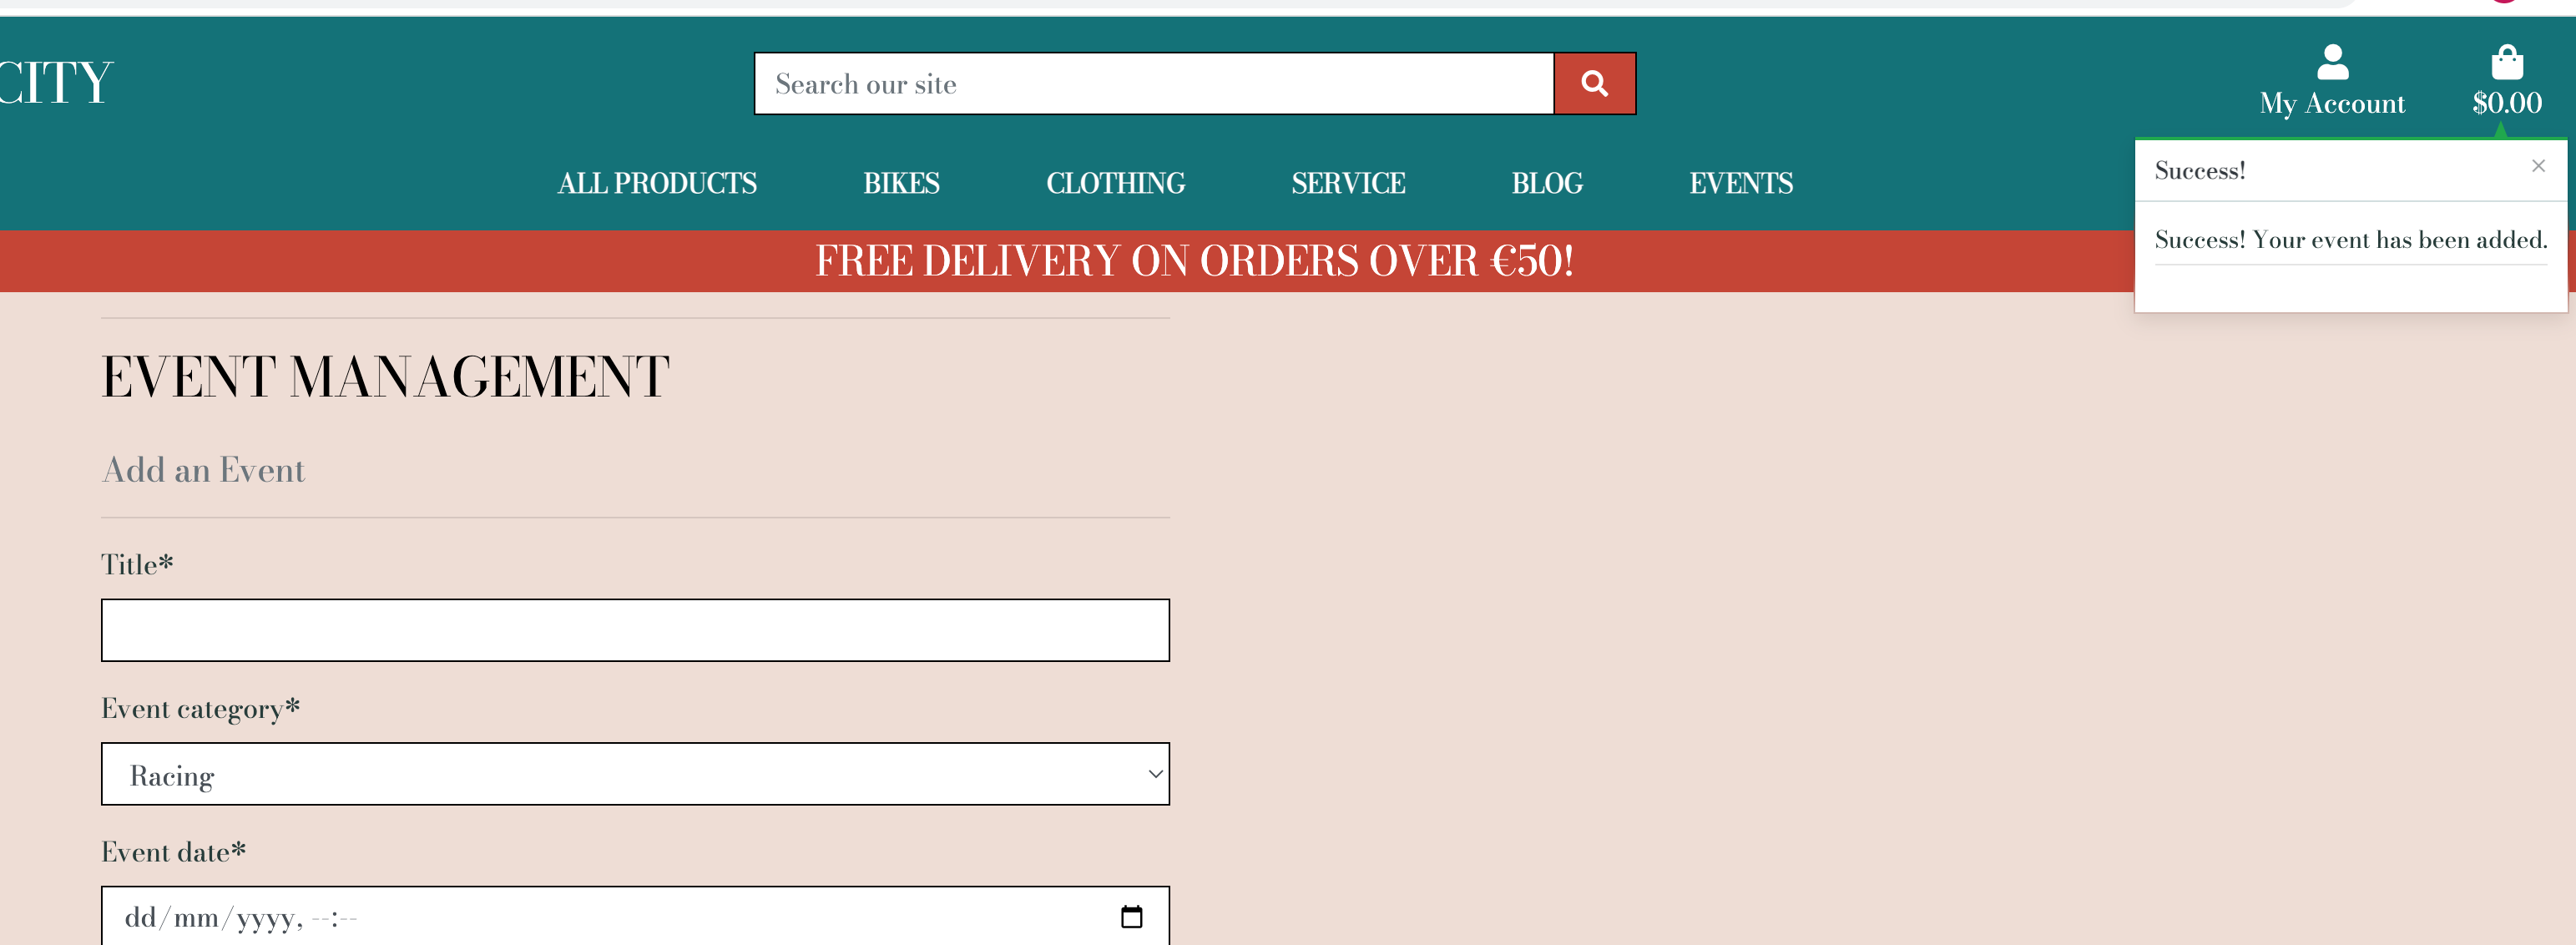 CITY
Search our site
My Account
$0.00
ALL PRODUCTS
BIKES
CLOTHING
SERVICE
BLOG
EVENTS
Success!
×
Success! Your event has been added.
FREE DELIVERY ON ORDERS OVER €50!
EVENT MANAGEMENT
Add an Event
Title*
Event category*
Racing
Event date*
dd/mm/yyyy, --:--